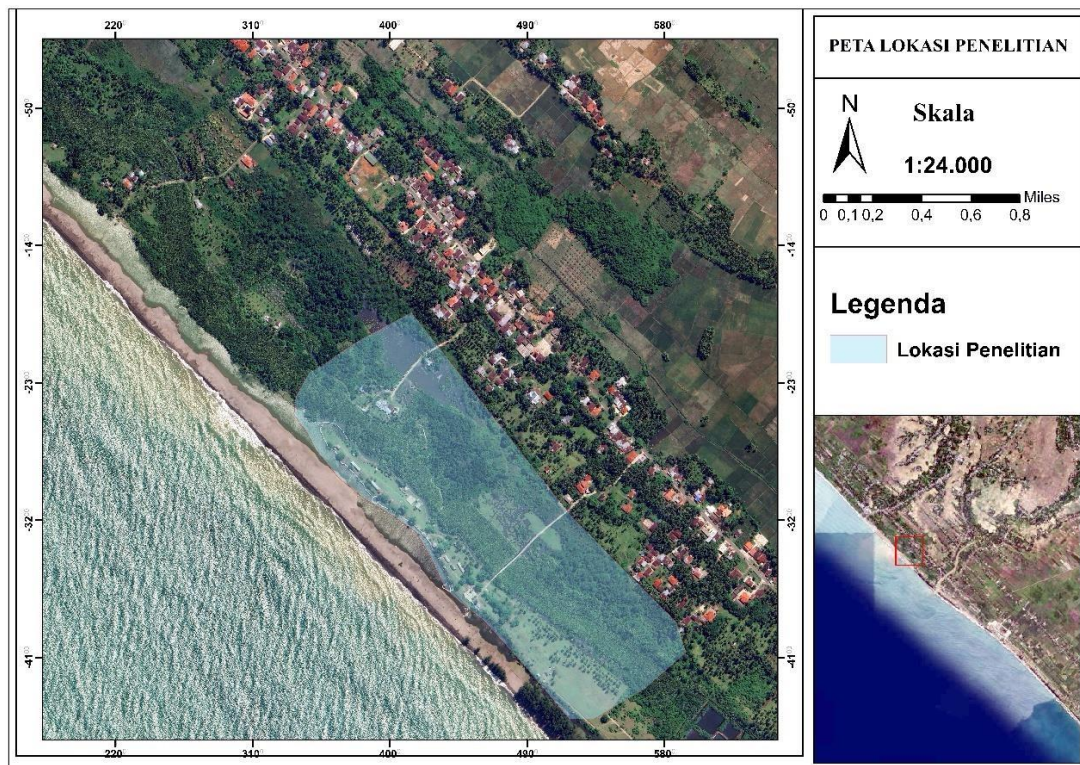 220 310 400 490 580
-50 -50
-14 -14
-23 -23
-32 -32
-41 -41
220 310 400 490 580
PETA LOKASI PENELITIAN
N
Skala
1:24.000
Miles
0 0,1 0,2 0,4 0,6 0,8
Legenda
Lokasi Penelitian